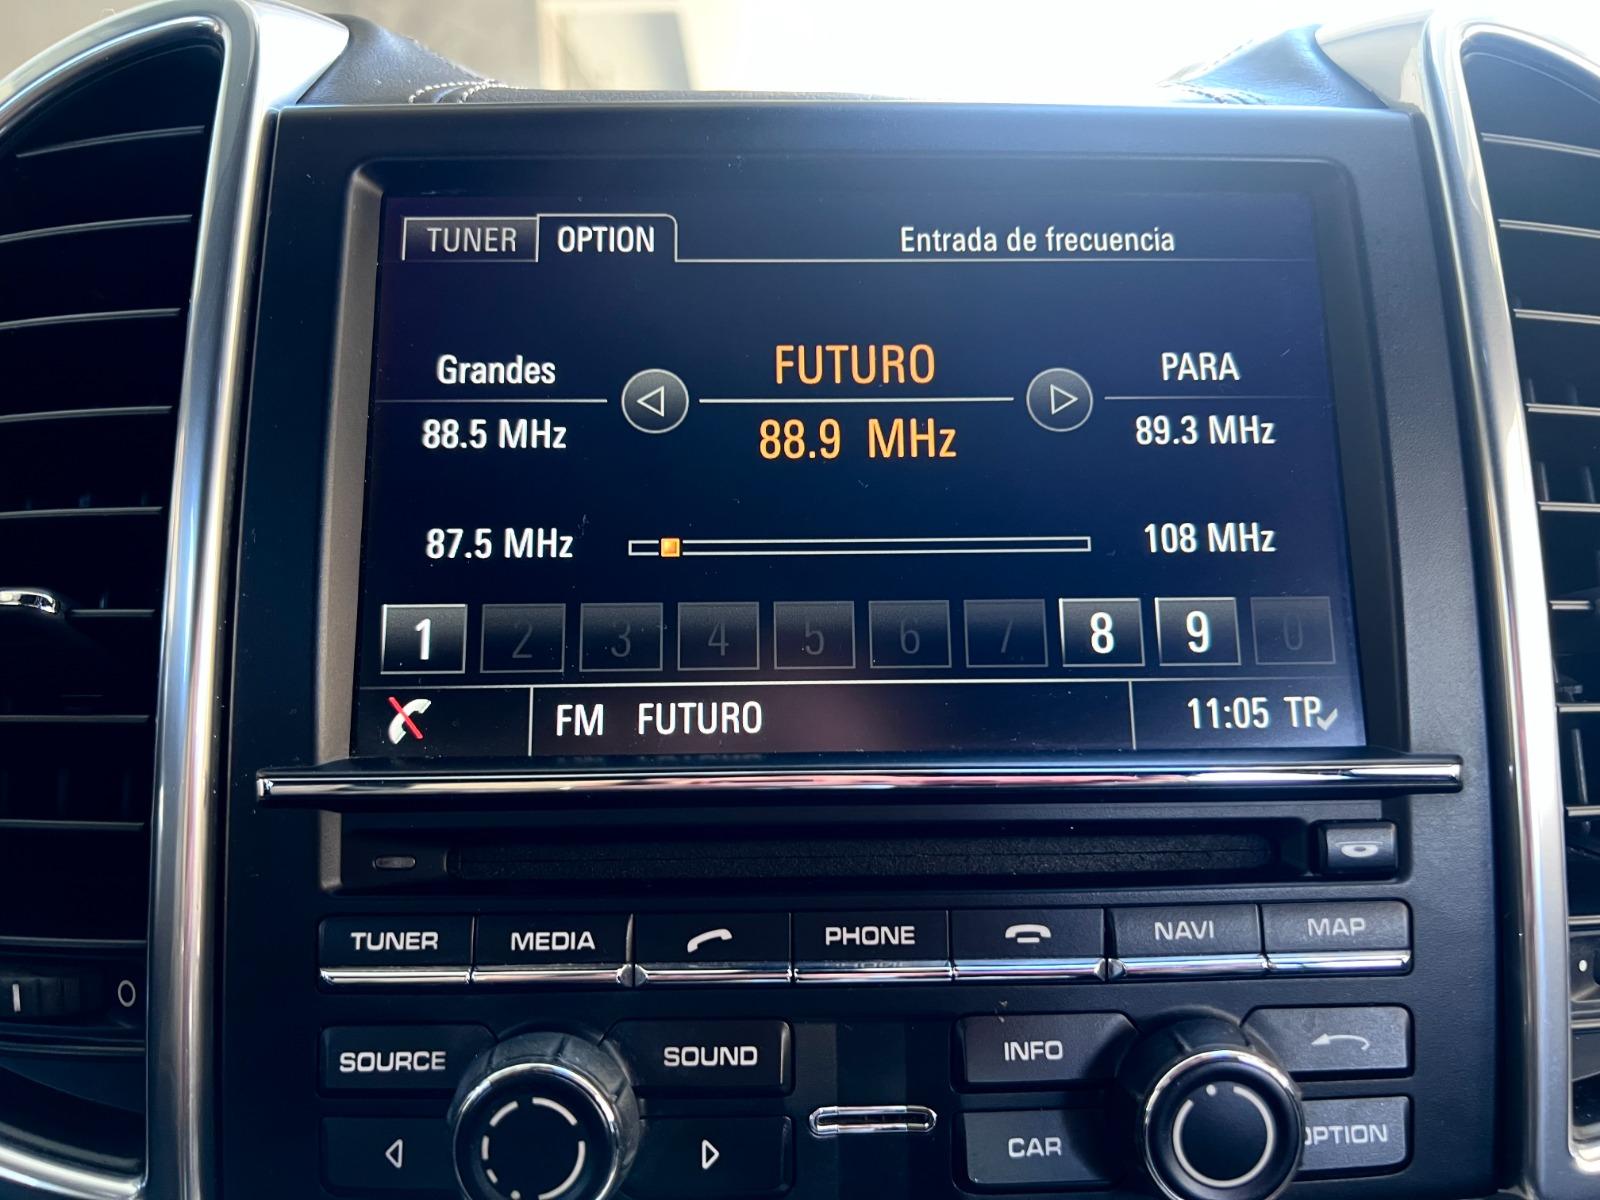 TUNER OPTION Entrada de frecuencia
Grandes FUTURO PARA
88.5 MHz 88.9 MHz 89.3 MHz
87.5 MHz 108 MHz
1 2 3 4 5 6 7 8 9 0
FM FUTURO 11:05 TP
TUNER MEDIA PHONE NAVI MAP
SOURCE SOUND INFO
CAR OPTION